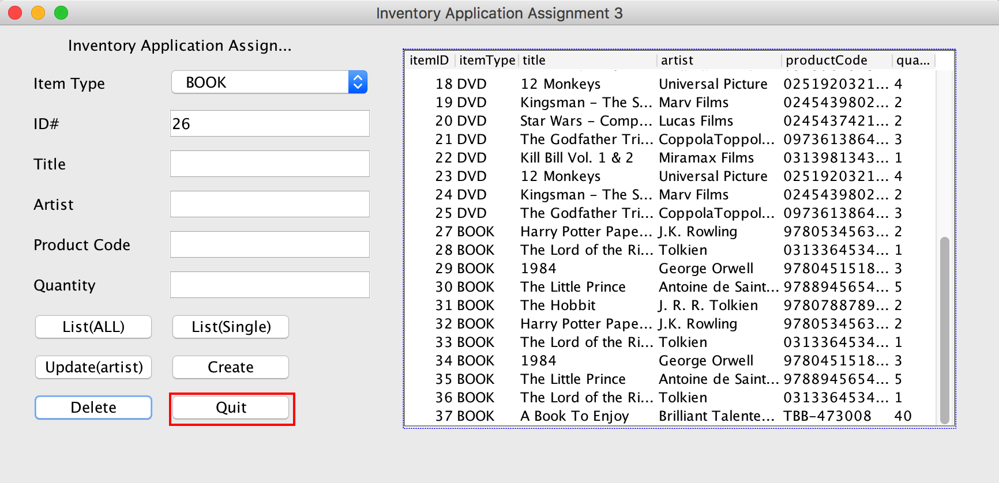 Inventory Application Assignment 3
Inventory Application Assign...
Item Type BOOK
ID# 26
Title
Artist
Product Code
Quantity
List(ALL) List(Single)
Update(artist) Create
Delete Quit
itemID itemType title artist productCode qua...
18 DVD 12 Monkeys Universal Picture 0251920321... 4
19 DVD Kingsman - The S... Marv Films 0245439802... 2
20 DVD Star Wars - Comp... Lucas Films 0245437421... 2
21 DVD The Godfather Tri... CoppolaToppol... 0973613864... 3
22 DVD Kill Bill Vol. 1 & 2 Miramax Films 0313981343... 1
23 DVD 12 Monkeys Universal Picture 0251920321... 4
24 DVD Kingsman - The S... Marv Films 0245439802... 2
25 DVD The Godfather Tri... CoppolaToppol... 0973613864... 3
27 BOOK Harry Potter Pape... J.K. Rowling 9780534563... 2
28 BOOK The Lord of the Ri... Tolkien 0313364534... 1
29 BOOK 1984 George Orwell 9780451518... 3
30 BOOK The Little Prince Antoine de Saint... 9788945654... 5
31 BOOK The Hobbit J. R. R. Tolkien 9780788789... 2
32 BOOK Harry Potter Pape... J.K. Rowling 9780534563... 2
33 BOOK The Lord of the Ri... Tolkien 0313364534... 1
34 BOOK 1984 George Orwell 9780451518... 3
35 BOOK The Little Prince Antoine de Saint... 9788945654... 5
36 BOOK The Lord of the Ri... Tolkien 0313364534... 1
37 BOOK A Book To Enjoy Brilliant Talente... TBB-473008 40